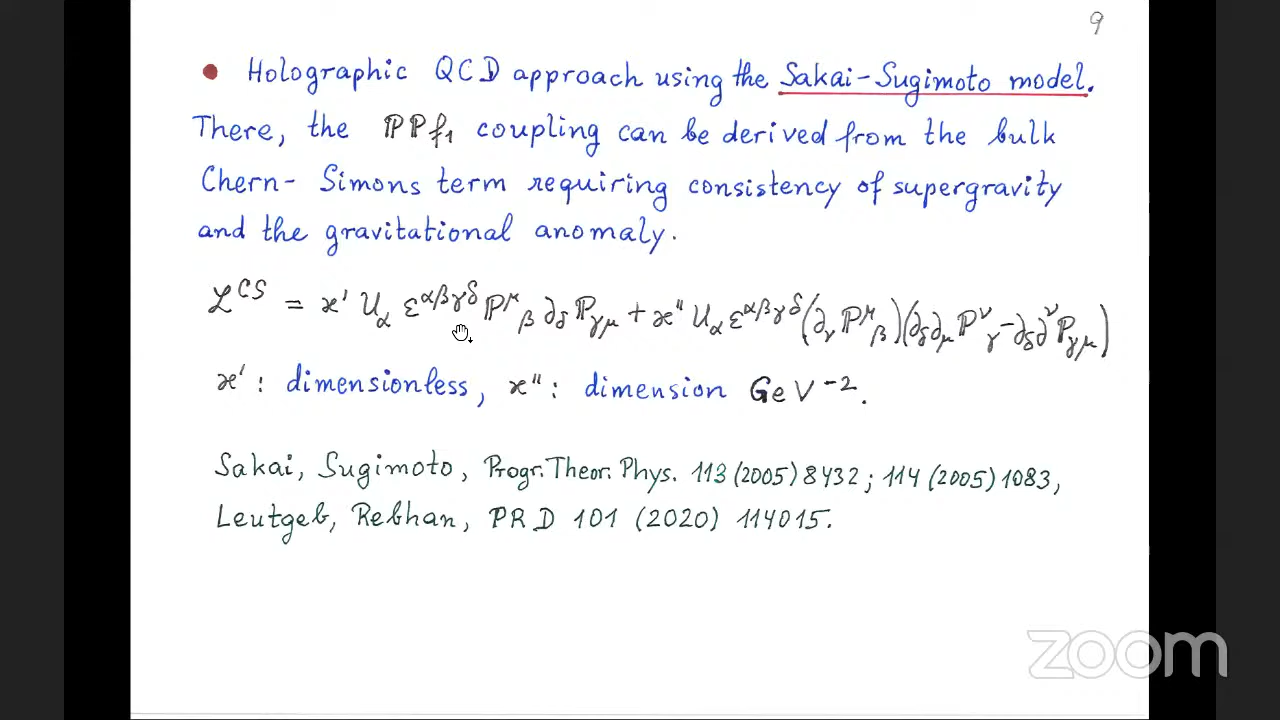 9
• Holographic QCD approach using the Sakai-Sugimoto model.
There, the ℙℙf₁ coupling can be derived from the bulk
Chern-Simons term requiring consistency of supergravity
and the gravitational anomaly.
ℒ^CS = ϰ′ U_α ε^αβγδ ℙ^μ_β ∂_δ ℙ_γμ + ϰ″ U_α ε^αβγδ (∂_ν ℙ^μ_β)(∂_δ ∂_μ ℙ^ν_γ − ∂_δ ∂^ν ℙ_γμ)
ϰ′ : dimensionless, ϰ″ : dimension GeV⁻².
Sakai, Sugimoto, Progr. Theor. Phys. 113 (2005) 8432; 114 (2005) 1083,
Leutgeb, Rebhan, PRD 101 (2020) 114015.
zoom